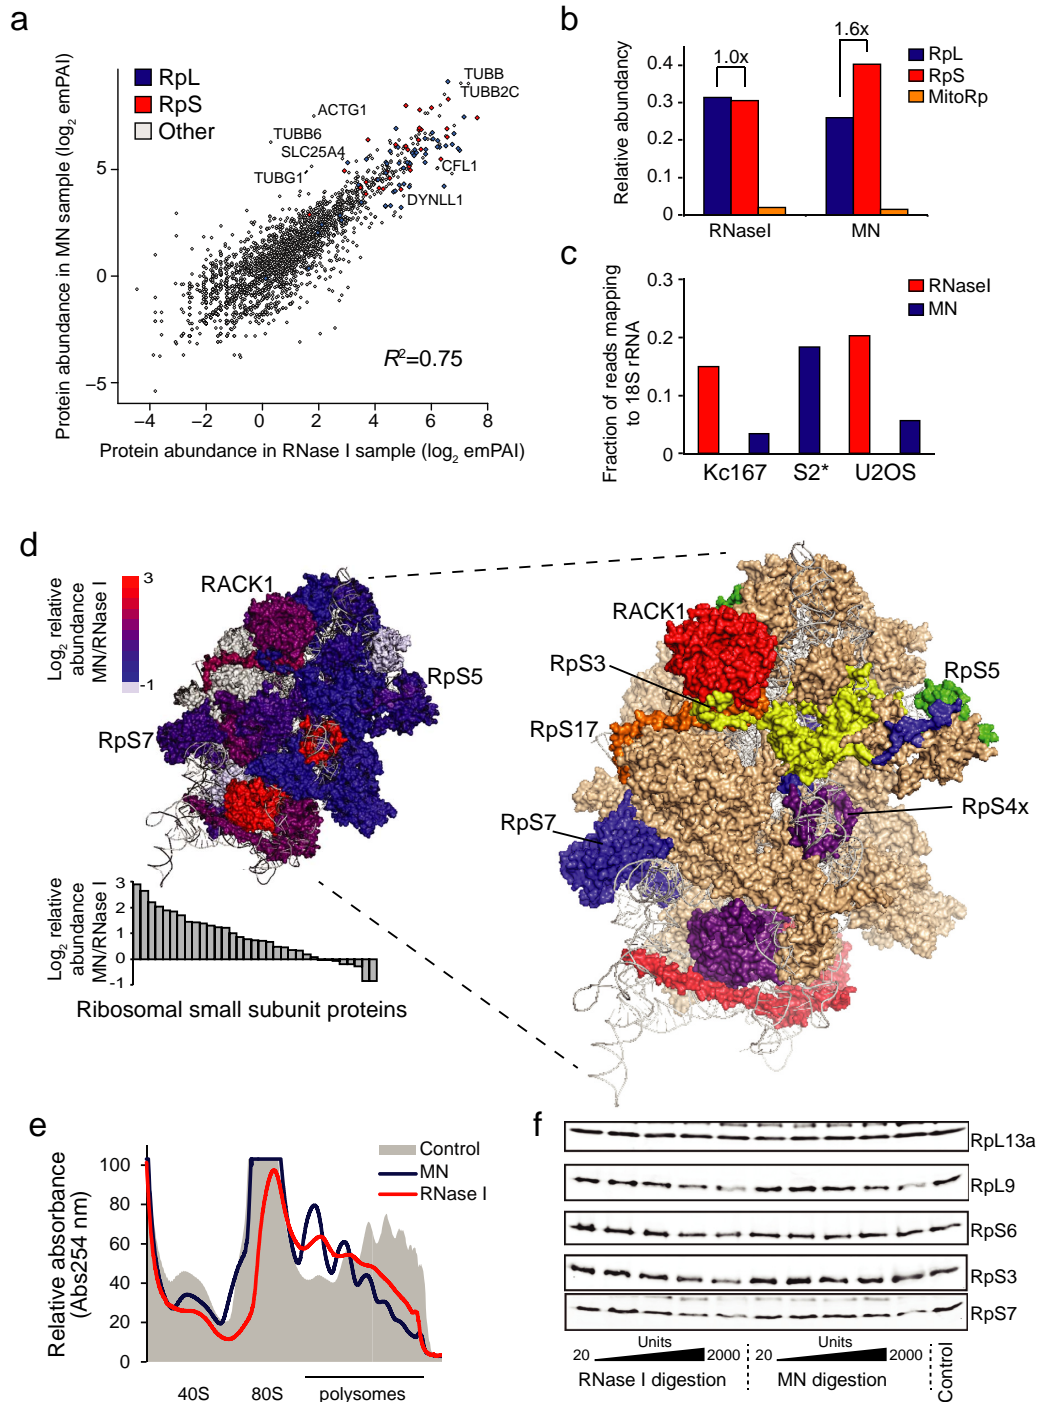 a
Protein abundance in MN sample (log2 emPAI)
RpL
RpS
Other
TUBB
TUBB2C
ACTG1
TUBB6
SLC25A4
TUBG1
CFL1
DYNLL1
5
0
−5
R²=0.75
−4 −2 0 2 4 6 8
Protein abundance in RNase I sample (log2 emPAI)
b
Relative abundancy
0.4
0.3
0.2
0.1
0
1.0x
1.6x
RpL
RpS
MitoRp
RNaseI MN
c
Fraction of reads mapping
to 18S rRNA
0.3
0.2
0.1
0
RNaseI
MN
Kc167 S2* U2OS
d
Log2 relative
abundance
MN/RNase I
3
-1
RACK1
RpS5
RpS7
RACK1
RpS3
RpS17
RpS7
RpS5
RpS4x
Log2 relative
abundance
MN/RNase I
3
2
1
0
-1
Ribosomal small subunit proteins
e
Relative absorbance
(Abs254 nm)
100
80
60
40
20
0
Control
MN
RNase I
40S 80S polysomes
f
RpL13a
RpL9
RpS6
RpS3
RpS7
Units Units
20 2000 20 2000
RNase I digestion MN digestion
Control